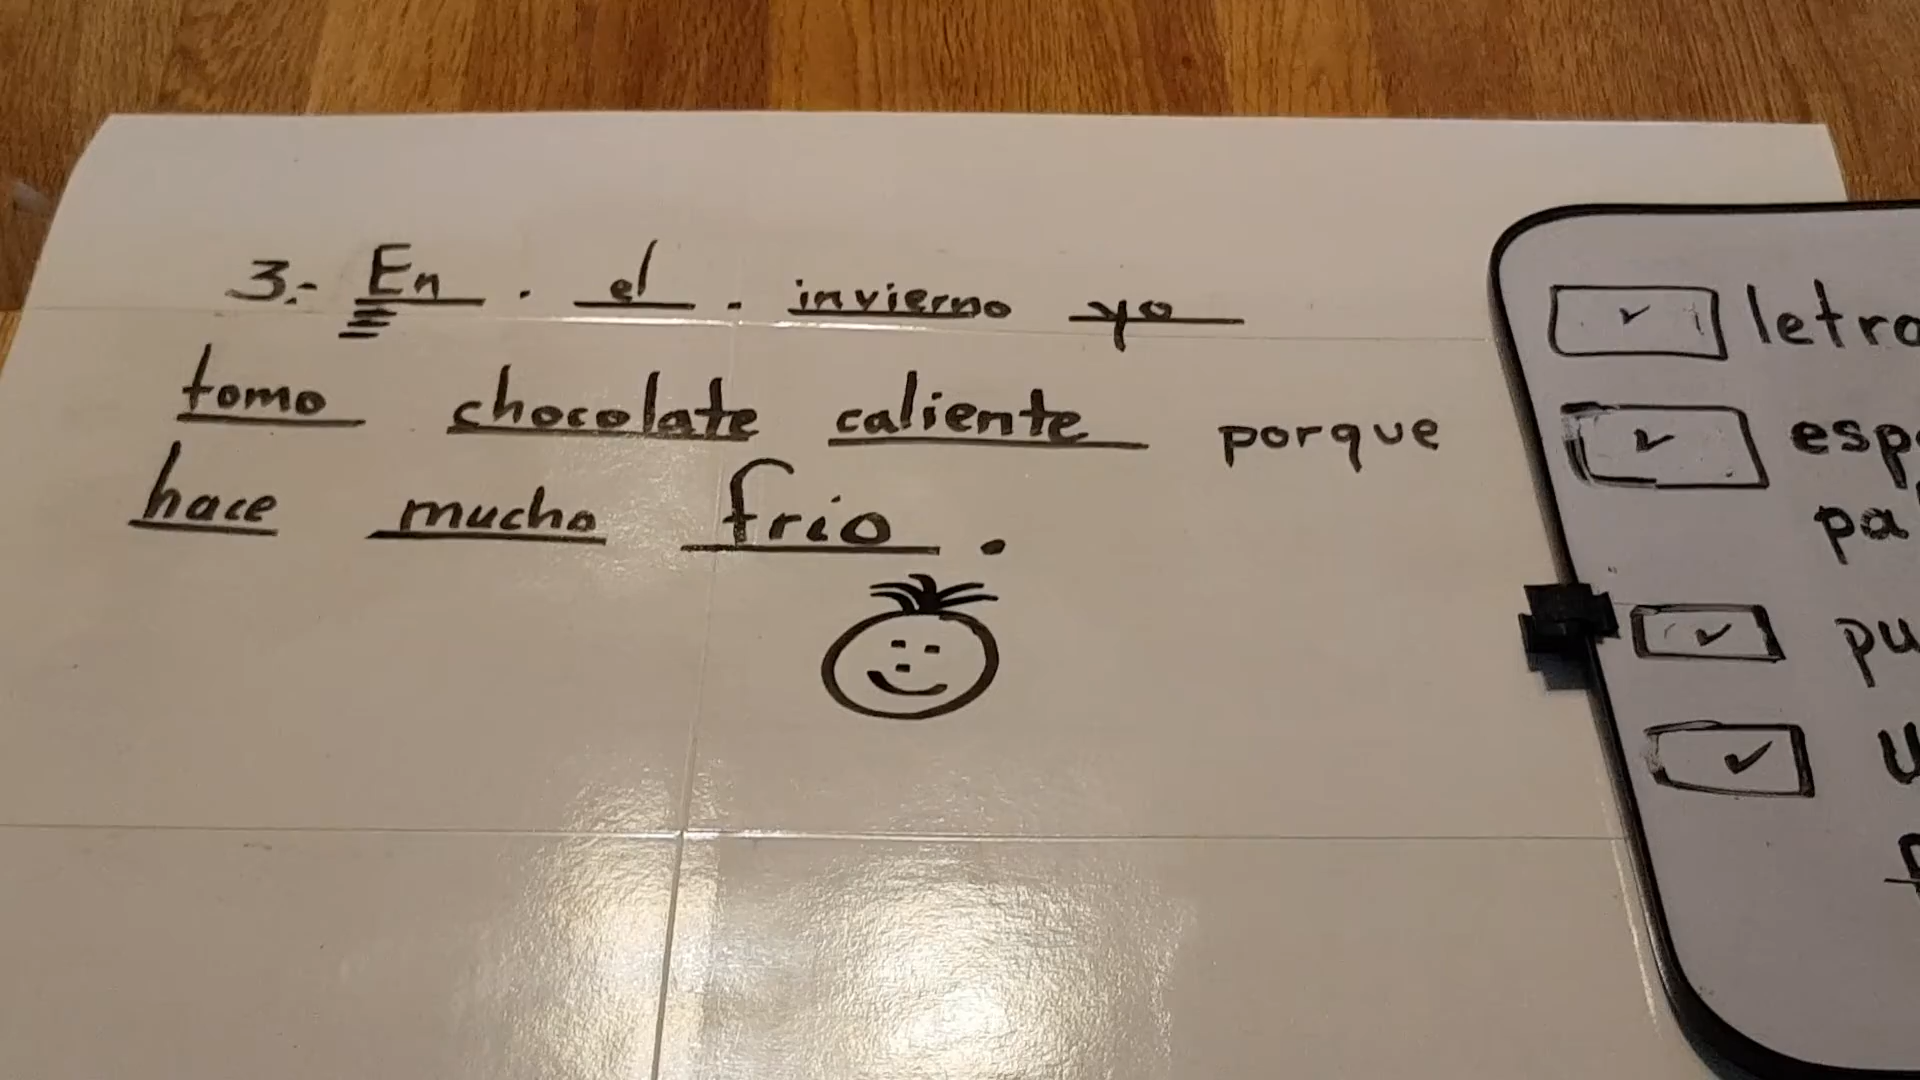 3.- En . el . invierno yo
tomo chocolate caliente porque
hace mucho frio .
letra
esp
pa
pu